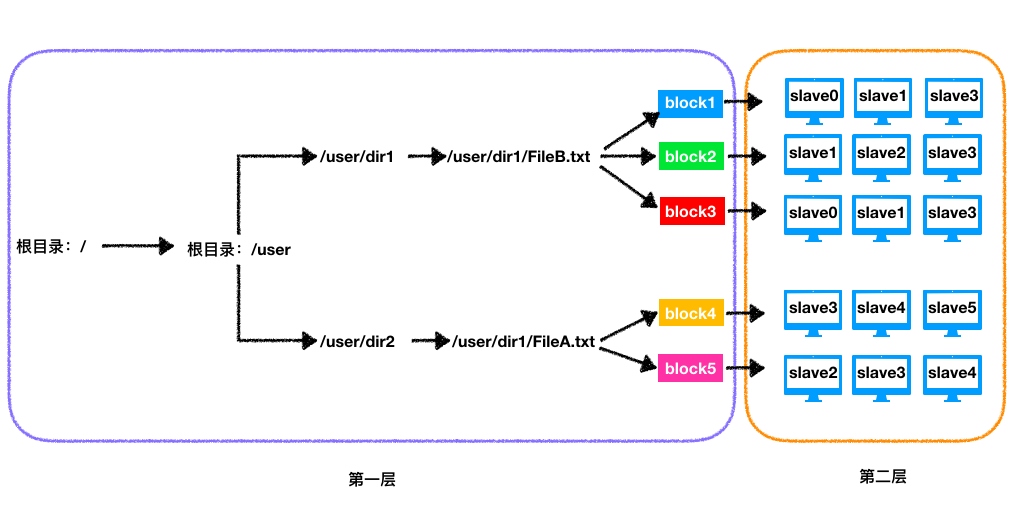 根目录：/
根目录：/user
/user/dir1
/user/dir1/FileB.txt
block1
block2
block3
/user/dir2
/user/dir1/FileA.txt
block4
block5
slave0 slave1 slave3
slave1 slave2 slave3
slave0 slave1 slave3
slave3 slave4 slave5
slave2 slave3 slave4
第一层
第二层